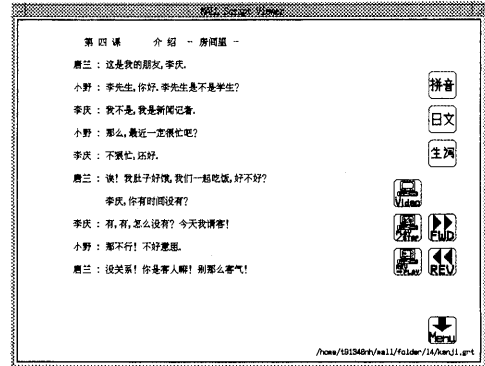 MALL Script Viewer
第 四 课 介 绍 - 房间里 -
唐兰 : 这是我的朋友,李庆.
小野 : 李先生,你好.李先生是不是学生?
李庆 : 我不是,我是新闻记者.
小野 : 那么,最近一定很忙吧?
李庆 : 不狠忙,还好.
唐兰 : 诶! 我肚子好饿,我们一起吃饭,好不好?
李庆,你有时间没有?
李庆 : 有,有,怎么没有? 今天我请客!
小野 : 那不行! 不好意思.
唐兰 : 没关系! 你是客人嘛! 别那么客气!
拼音
日文
生词
Video
FWD
REV
Menu
/home/t91348nh/mall/folder/l4/kanji.grt